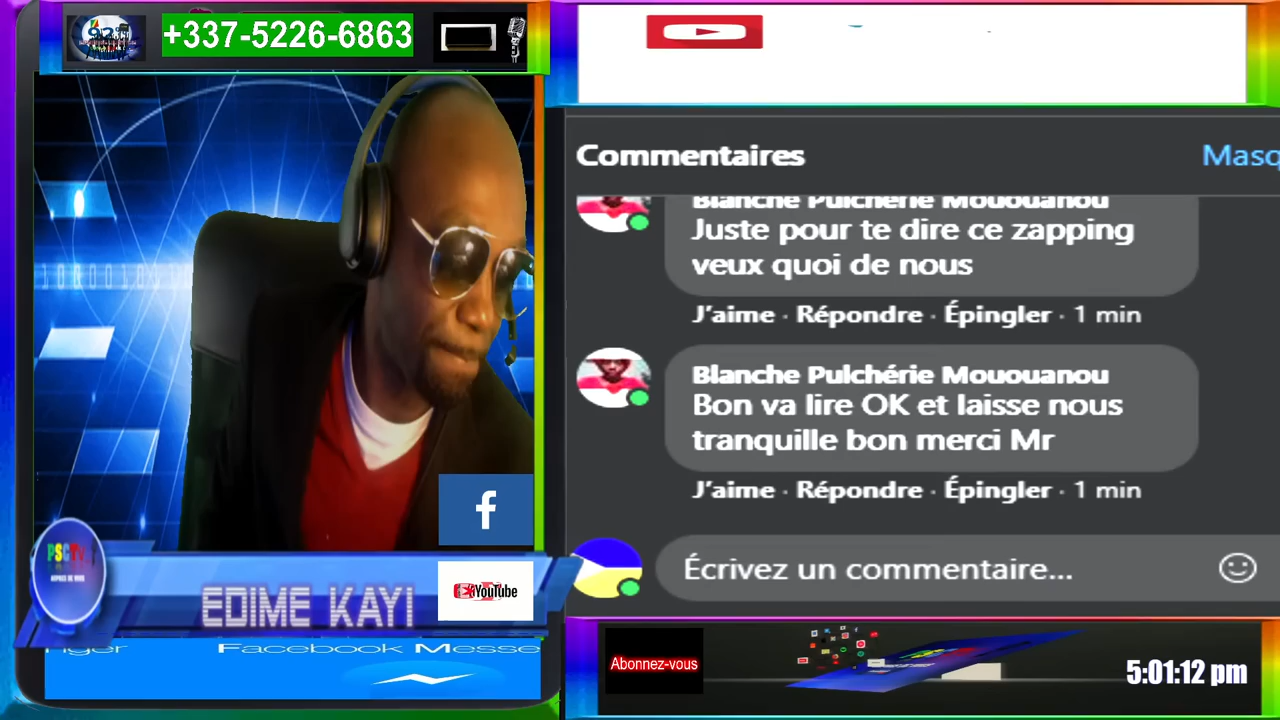 +337-5226-6863
Commentaires
Masq
Blanche Pulchérie Mououanou
Juste pour te dire ce zapping
veux quoi de nous
J'aime · Répondre · Épingler · 1 min
Blanche Pulchérie Mououanou
Bon va lire OK et laisse nous
tranquille bon merci Mr
J'aime · Répondre · Épingler · 1 min
Écrivez un commentaire...
EDIME KAYI
YouTube
Facebook Messe
Abonnez-vous
5:01:12 pm